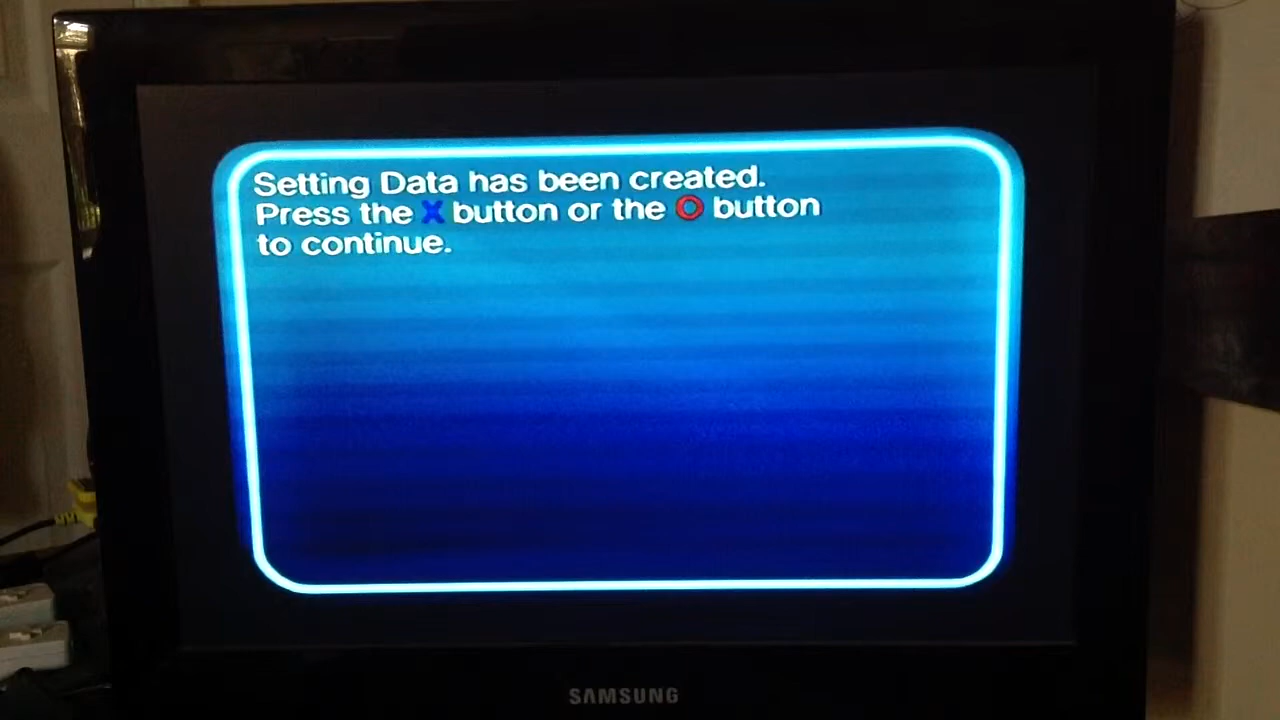 Setting Data has been created.
Press the X button or the O button
to continue.
SAMSUNG